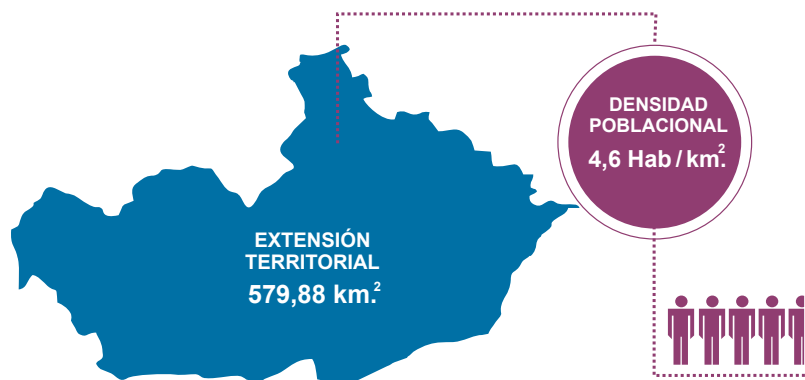 DENSIDAD
POBLACIONAL
4,6 Hab / km.²
EXTENSIÓN
TERRITORIAL
579,88 km.²